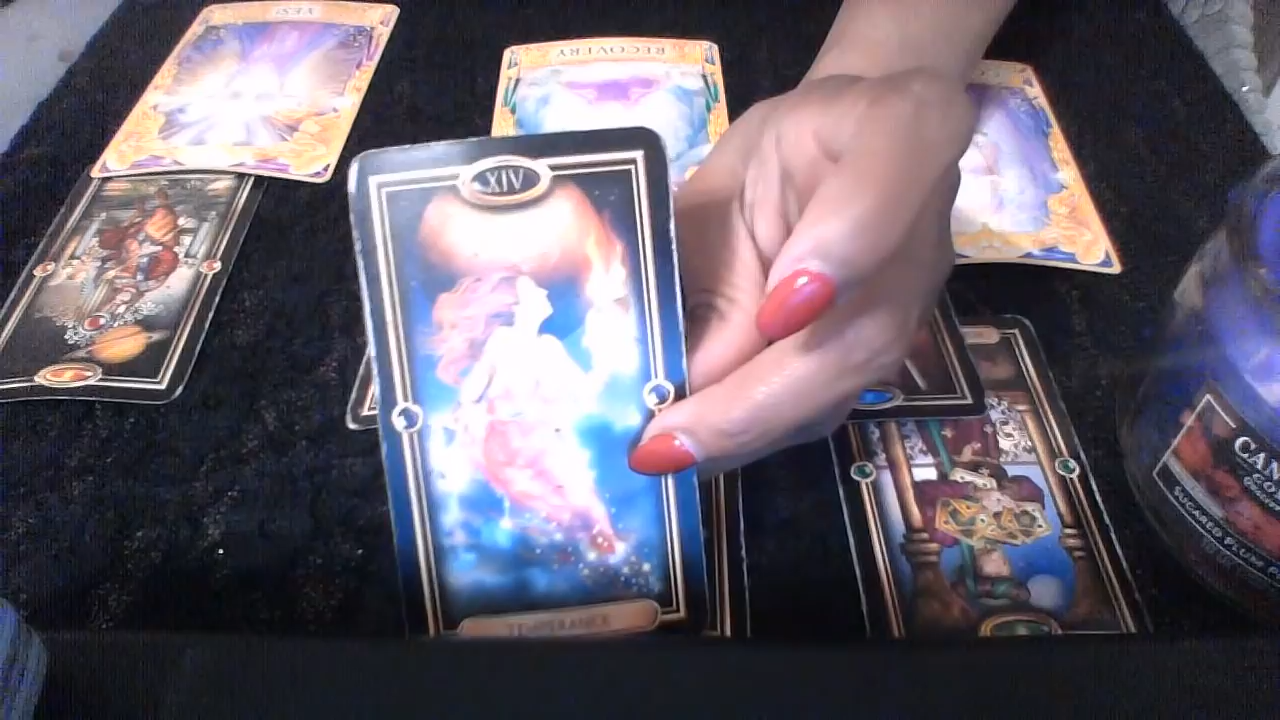 YES!
RECOVERY
XIV
TEMPERANCE
CAN
SUGARED PLUM